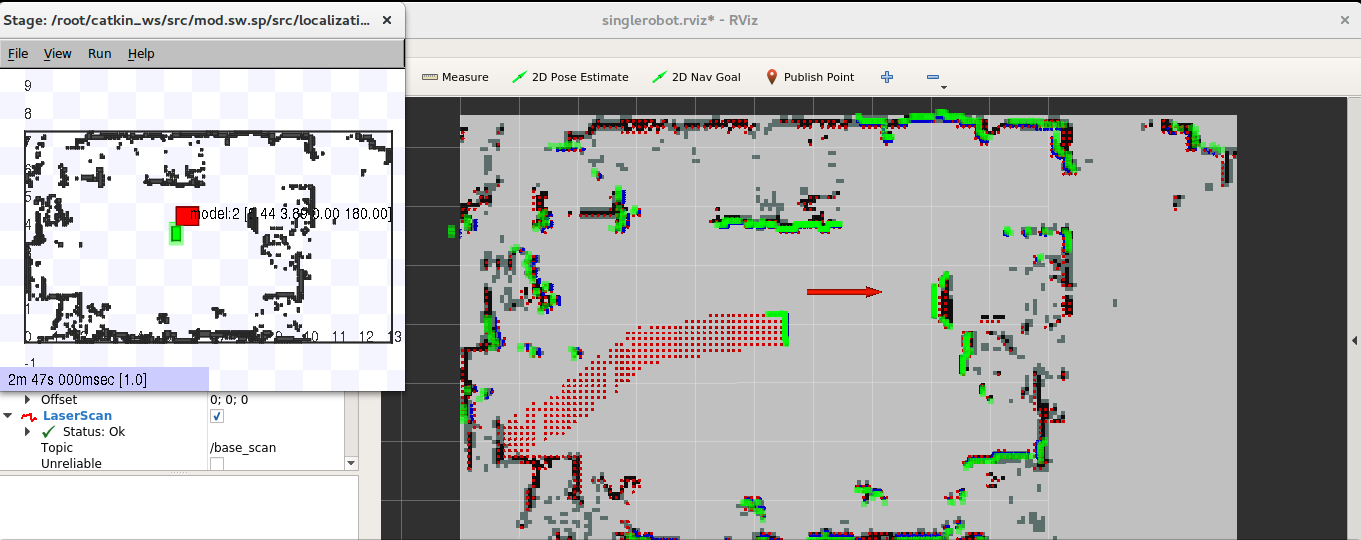 Stage: /root/catkin_ws/src/mod.sw.sp/src/localizati...
singlerobot.rviz* - RViz
File View Run Help
Measure 2D Pose Estimate 2D Nav Goal Publish Point
9
8
7
5
model:2 [ .44 3.89 0.00 180.00]
4
1
0 10 11 12 13
-1
2m 47s 000msec [1.0]
Offset 0; 0; 0
LaserScan
Status: Ok
Topic /base_scan
Unreliable